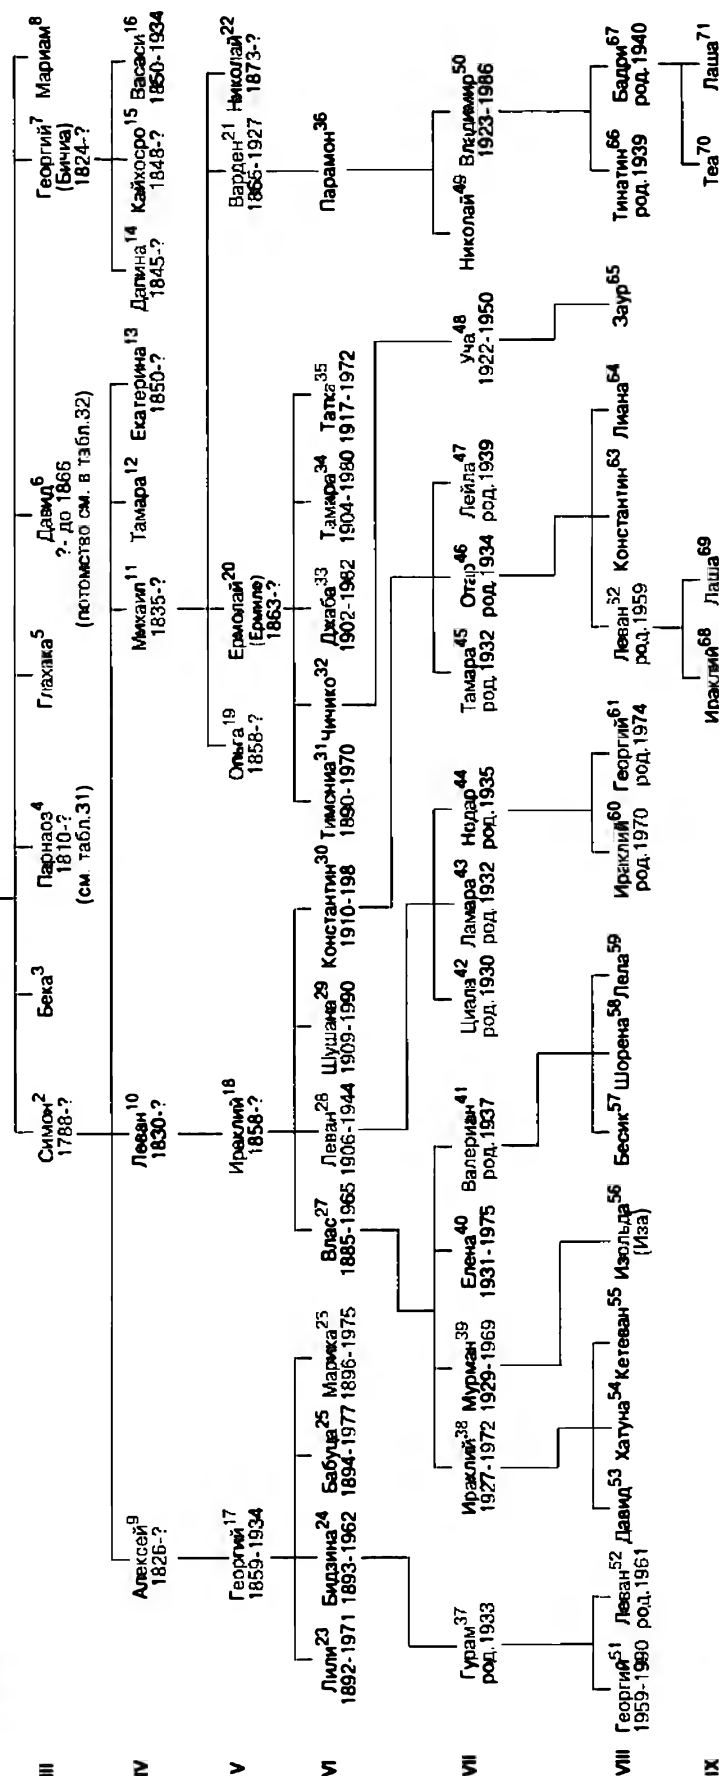 III
Симон2
1788-?
Бека3
Парнаоз4
1810-?
(см. табл.31)
Глахака5
Давид6
?- до 1866
(потомство см. в табл.32)
Георгий7
(Бичиа)
1824-?
Мариам8
IV
Алексей9
1826-?
Леван10
1830-?
Михаил11
1835-?
Тамара12
Екатерина13
1850-?
Дапина14
1845-?
Кайхосро15
1848-?
Васаси16
1850-1934
V
Георгий17
1859-1934
Ираклий18
1858-?
Ольга19
1858-?
Ермолай20
(Ермиле)
1863-?
Варден21
1865-1927
Николай22
1873-?
VI
Лили23
1892-1971
Бидзина24
1893-1962
Бабуца25
1894-1977
Марика25
1896-1975
Влас27
1885-1965
Леван28
1906-1944
Шушана29
1909-1990
Константин30
1910-198
Тимониа31
1890-1970
Чичико32
Джаба33
1902-1982
Тамара34
1904-1980
Татка35
1917-1972
Парамон36
VII
Гурам37
род.1933
Ираклий38
1927-1972
Мурман39
1929-1969
Елена40
1931-1975
Валериан41
род.1937
Циала42
род.1930
Ламара43
род.1932
Нодар44
род.1935
Тамара45
род.1932
Отар46
род.1934
Лейла47
род.1939
Уча48
1922-1950
Николай49
Владимир50
1923-1986
VIII
Георгий51
1959-1990
Леван52
род.1961
Давид53
Хатуна54
Кетеван55
Изольда56
(Иза)
Бесик57
Шорена58
Лела59
Ираклий60
род.1970
Георгий61
род.1974
Леван62
род.1959
Константин63
Лиана64
Заур65
Тинатин66
род.1939
Бадри67
род.1940
IX
Ираклий68
Лаша69
Теа70
Лаша71